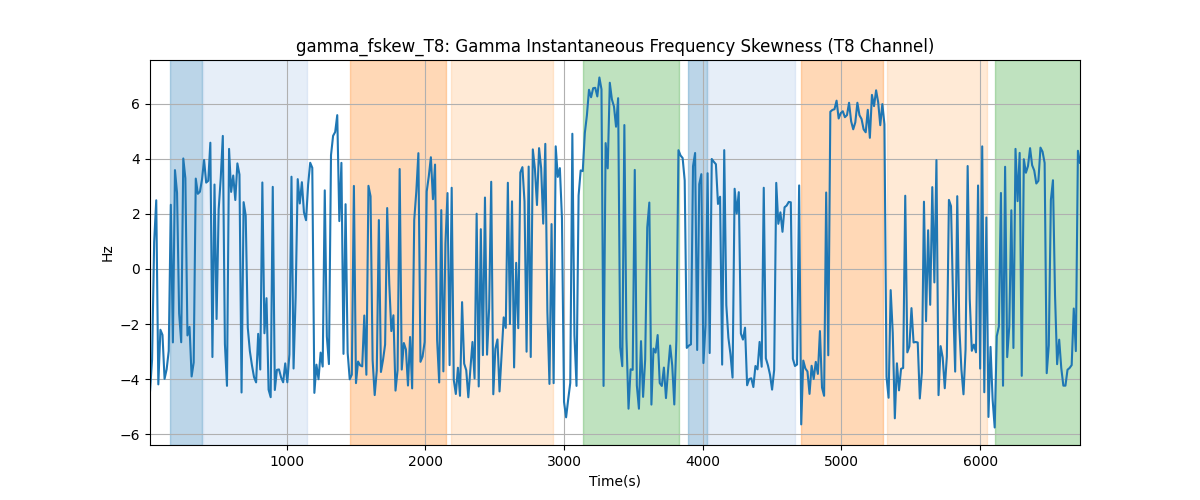 gamma_fskew_T8: Gamma Instantaneous Frequency Skewness (T8 Channel)
Hz
6
4
2
0
−2
−4
−6
1000 2000 3000 4000 5000 6000
Time(s)